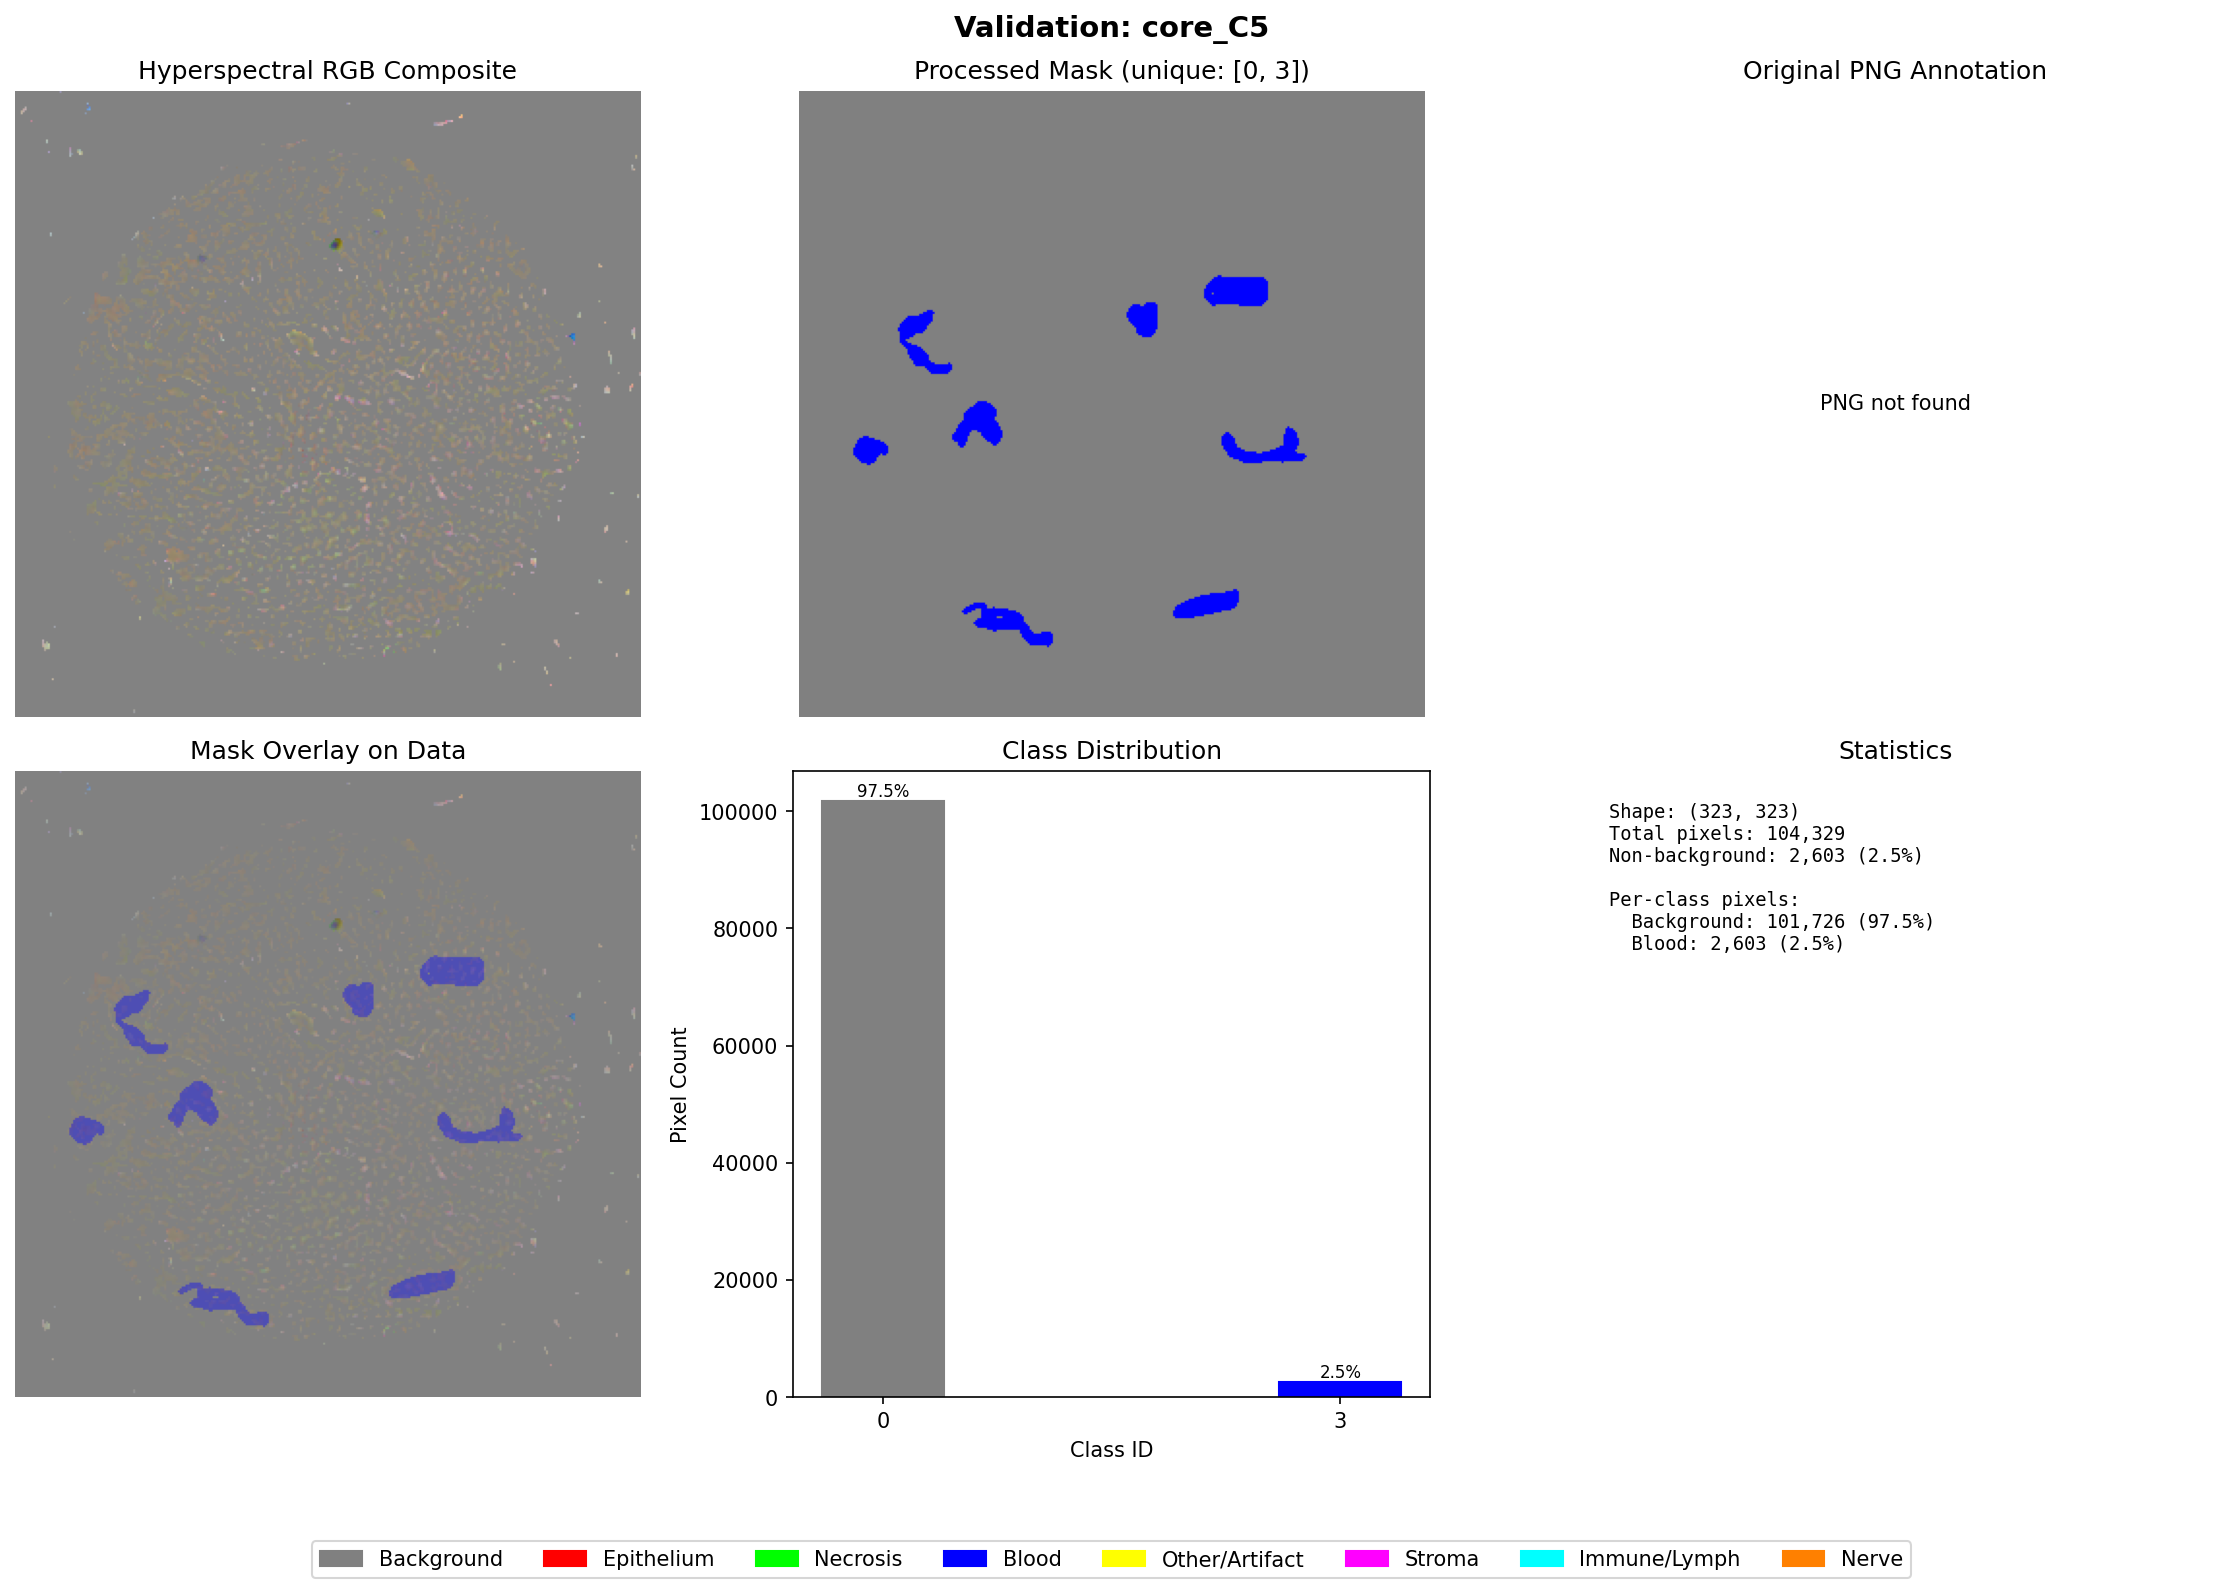 Validation: core_C5
Hyperspectral RGB Composite
Processed Mask (unique: [0, 3])
Original PNG Annotation
PNG not found
Mask Overlay on Data
Class Distribution
97.5%
2.5%
100000
80000
60000
40000
20000
0
Pixel Count
0 3
Class ID
Statistics
Shape: (323, 323)
Total pixels: 104,329
Non-background: 2,603 (2.5%)
Per-class pixels:
Background: 101,726 (97.5%)
Blood: 2,603 (2.5%)
Background Epithelium Necrosis Blood Other/Artifact Stroma Immune/Lymph Nerve